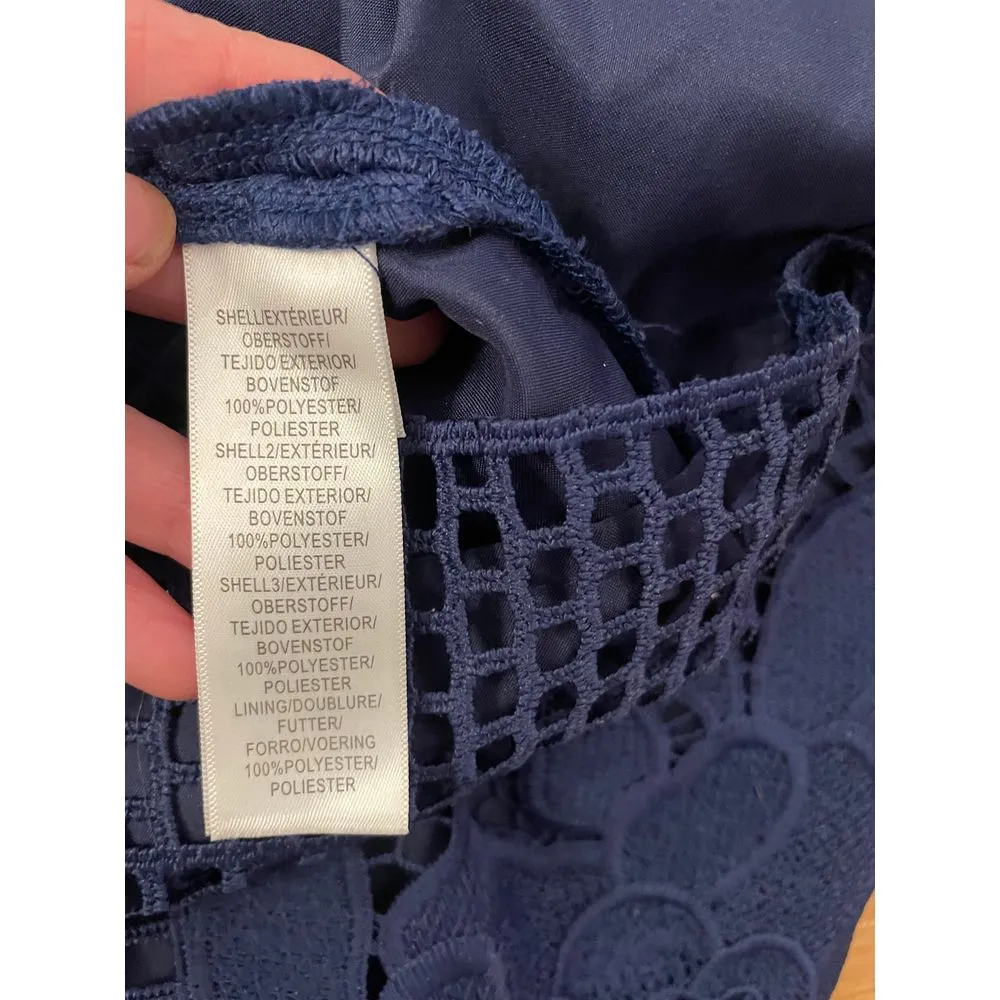 SHELL/EXTÉRIEUR/
OBERSTOFF/
TEJIDO EXTERIOR/
BOVENSTOF
100%POLYESTER/
POLIESTER
SHELL2/EXTÉRIEUR/
OBERSTOFF/
TEJIDO EXTERIOR/
BOVENSTOF
100%POLYESTER/
POLIESTER
SHELL3/EXTÉRIEUR/
OBERSTOFF/
TEJIDO EXTERIOR/
BOVENSTOF
100%POLYESTER/
POLIESTER
LINING/DOUBLURE/
FUTTER/
FORRO/VOERING
100%POLYESTER/
POLIESTER